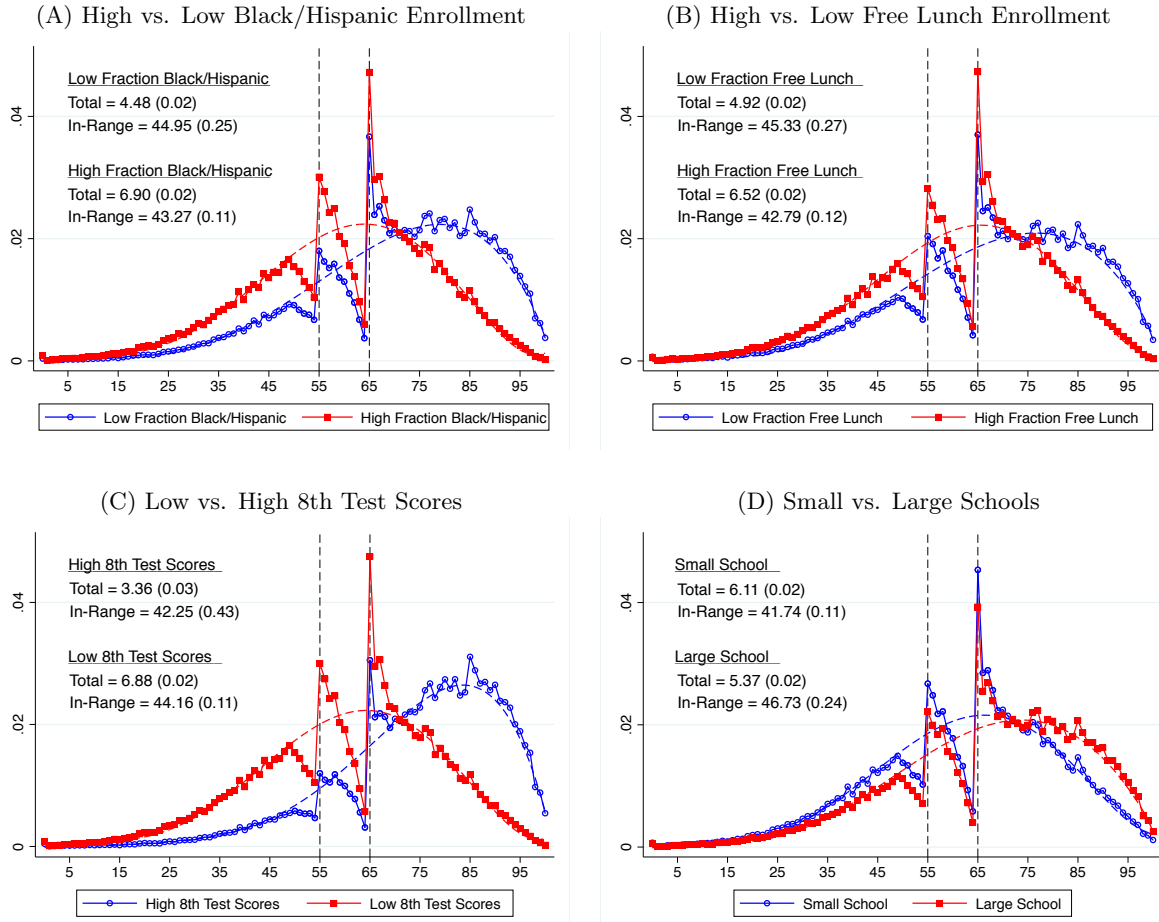 (A) High vs. Low Black/Hispanic Enrollment
Low Fraction Black/Hispanic
Total = 4.48 (0.02)
In-Range = 44.95 (0.25)
High Fraction Black/Hispanic
Total = 6.90 (0.02)
In-Range = 43.27 (0.11)
.04
.02
0
5 15 25 35 45 55 65 75 85 95
Low Fraction Black/Hispanic High Fraction Black/Hispanic
(B) High vs. Low Free Lunch Enrollment
Low Fraction Free Lunch
Total = 4.92 (0.02)
In-Range = 45.33 (0.27)
High Fraction Free Lunch
Total = 6.52 (0.02)
In-Range = 42.79 (0.12)
.04
.02
0
5 15 25 35 45 55 65 75 85 95
Low Fraction Free Lunch High Fraction Free Lunch
(C) Low vs. High 8th Test Scores
High 8th Test Scores
Total = 3.36 (0.03)
In-Range = 42.25 (0.43)
Low 8th Test Scores
Total = 6.88 (0.02)
In-Range = 44.16 (0.11)
.04
.02
0
5 15 25 35 45 55 65 75 85 95
High 8th Test Scores Low 8th Test Scores
(D) Small vs. Large Schools
Small School
Total = 6.11 (0.02)
In-Range = 41.74 (0.11)
Large School
Total = 5.37 (0.02)
In-Range = 46.73 (0.24)
.04
.02
0
5 15 25 35 45 55 65 75 85 95
Small School Large School